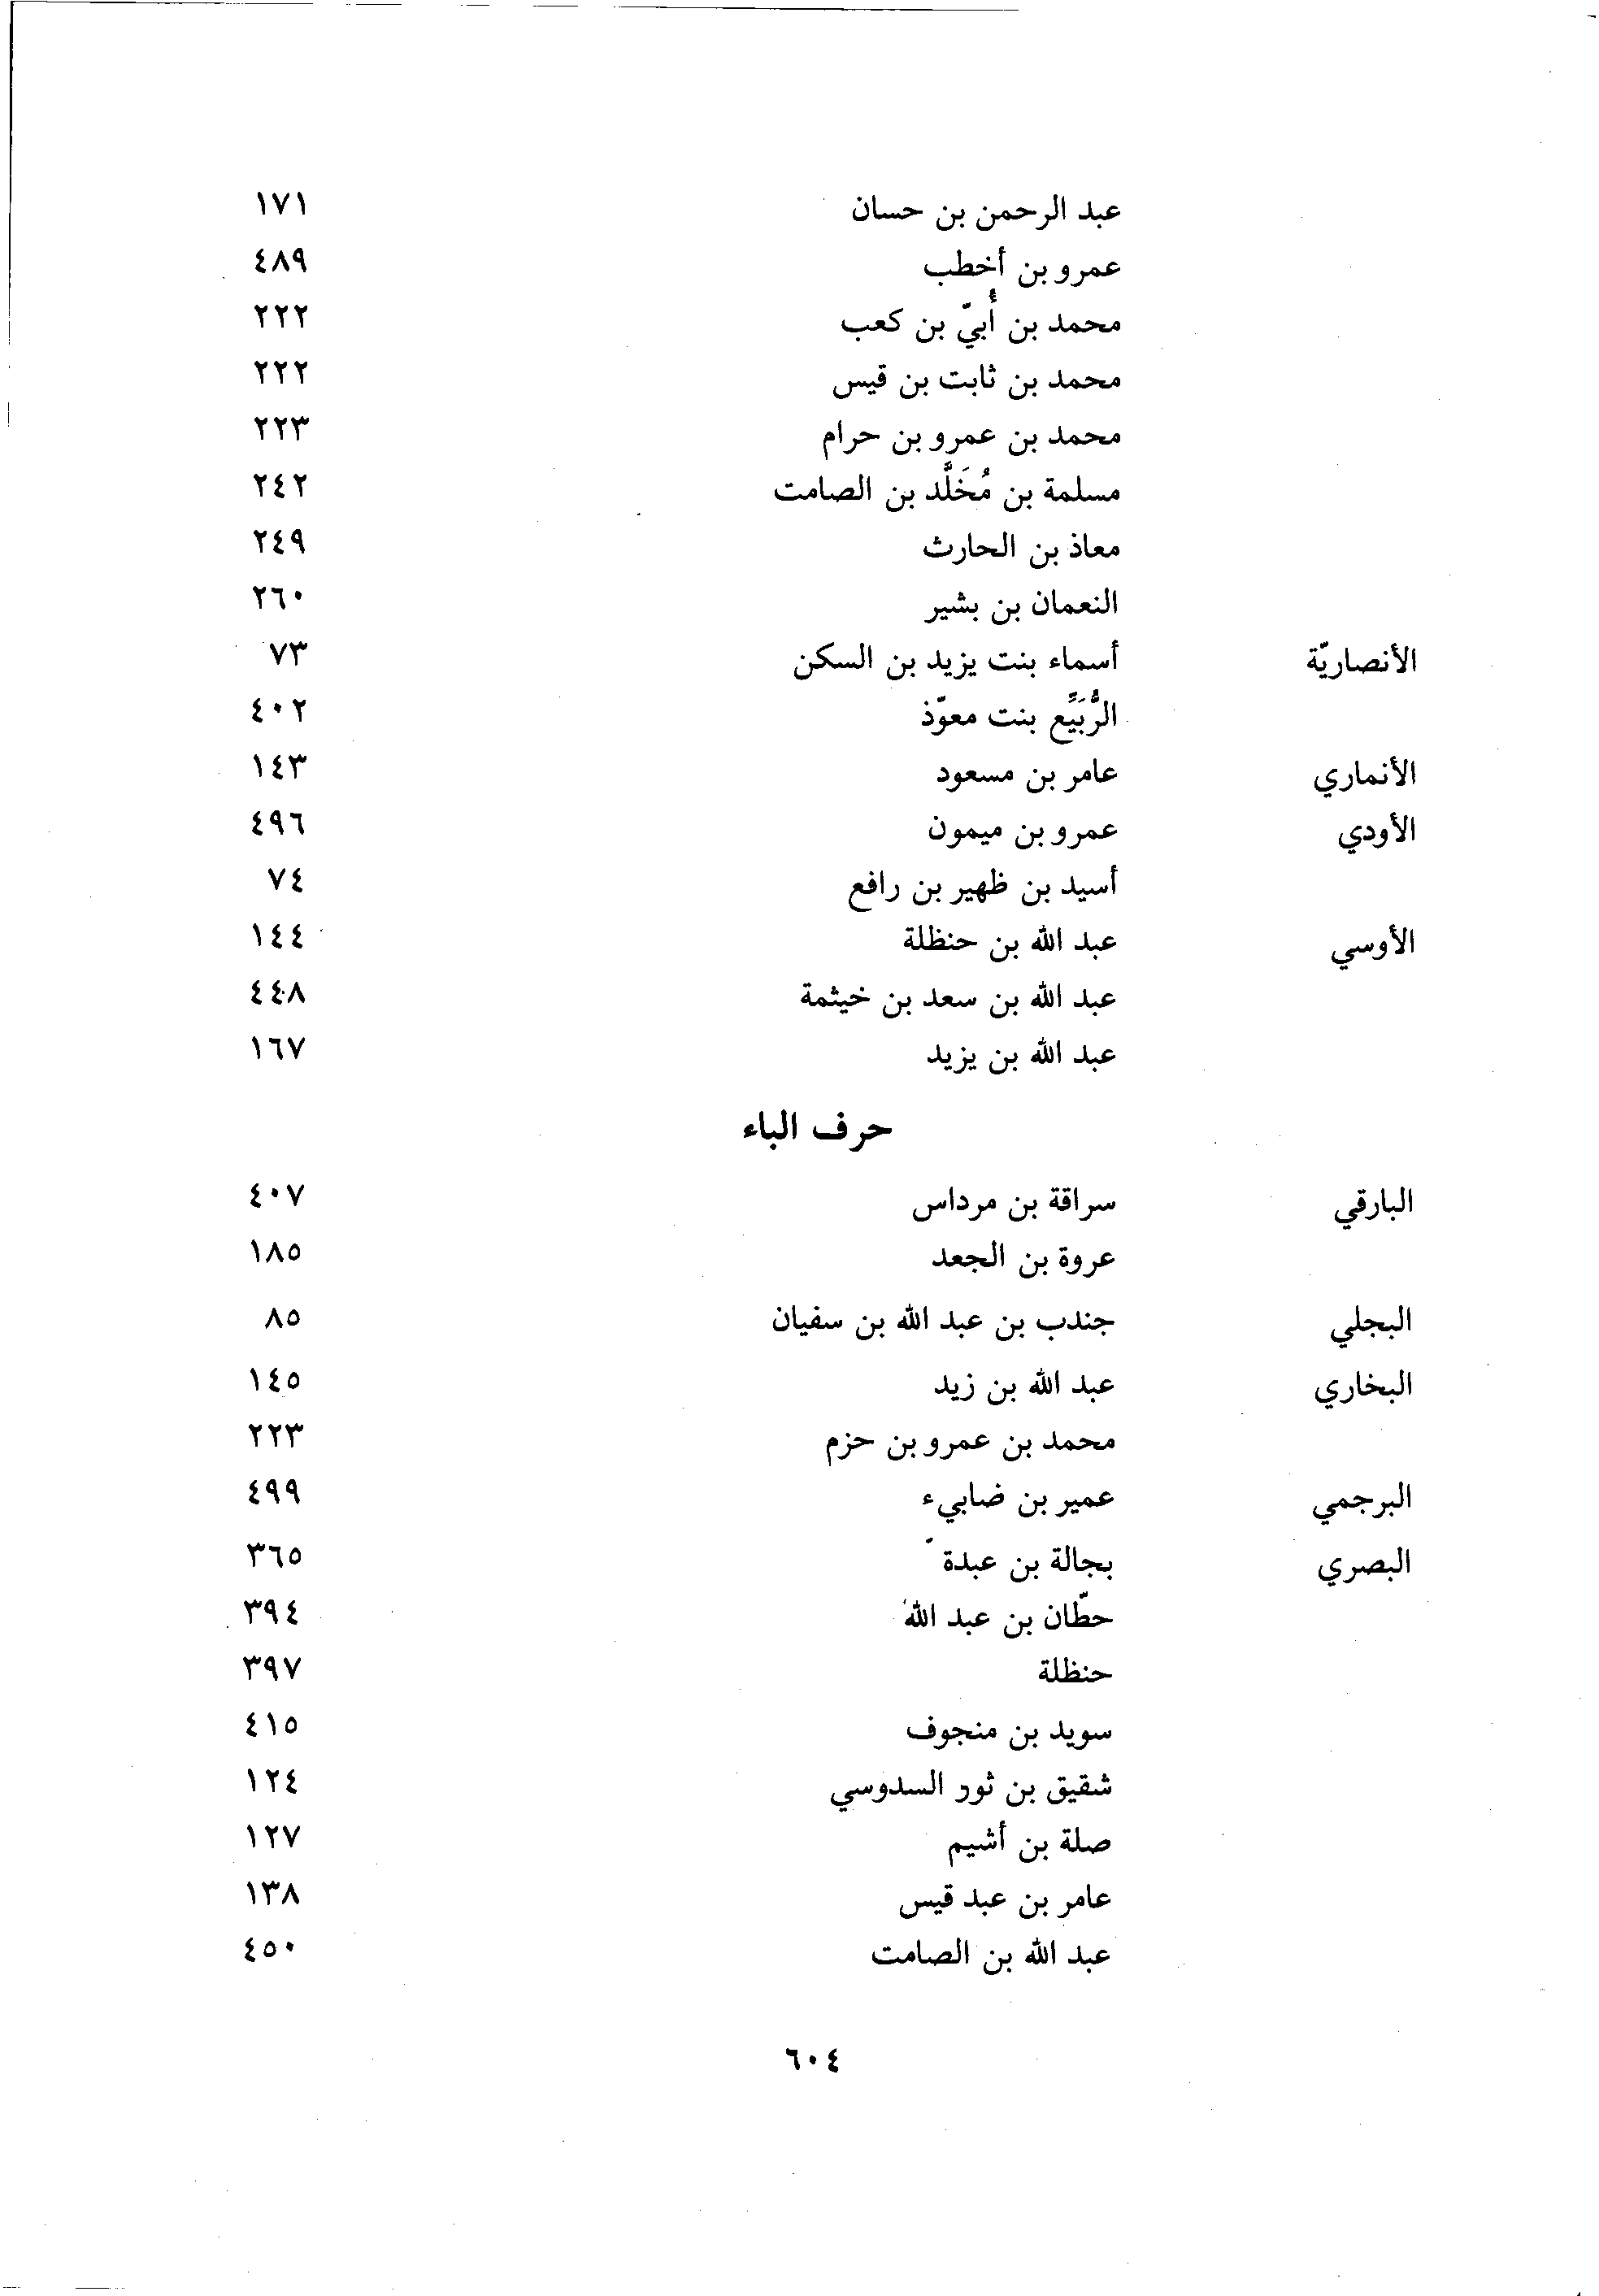 عبد الرحمن بن حسان ١٧١
عمرو بن أخطب ٤٨٩
محمد بن أُبيّ بن كعب ٢٢٢
محمد بن ثابت بن قيس ٢٢٢
محمد بن عمرو بن حرام ٢٢٣
مسلمة بن مُخَلَّد بن الصامت ٢٤٢
معاذ بن الحارث ٢٤٩
النعمان بن بشير ٢٦٠
الأنصاريّة أسماء بنت يزيد بن السكن ٧٣
الرُّبَيِّع بنت معوّذ ٤٠٢
الأنماري عامر بن مسعود ١٤٣
الأودي عمرو بن ميمون ٤٩٦
أسيد بن ظهير بن رافع ٧٤
الأوسي عبد الله بن حنظلة ١٤٤
عبد الله بن سعد بن خيثمة ٤٤٨
عبد الله بن يزيد ١٦٧
حرف الباء
البارقي سراقة بن مرداس ٤٠٧
عروة بن الجعد ١٨٥
البجلي جندب بن عبد الله بن سفيان ٨٥
البخاري عبد الله بن زيد ١٤٥
محمد بن عمرو بن حزم ٢٢٣
البرجمي عمير بن ضابيء ٤٩٩
البصري بجالة بن عبدة ٣٦٥
حطّان بن عبد الله ٣٩٤
حنظلة ٣٩٧
سويد بن منجوف ٤١٥
شقيق بن ثور السدوسي ١٢٤
صلة بن أشيم ١٢٧
عامر بن عبد قيس ١٣٨
عبد الله بن الصامت ٤٥٠
٦٠٤